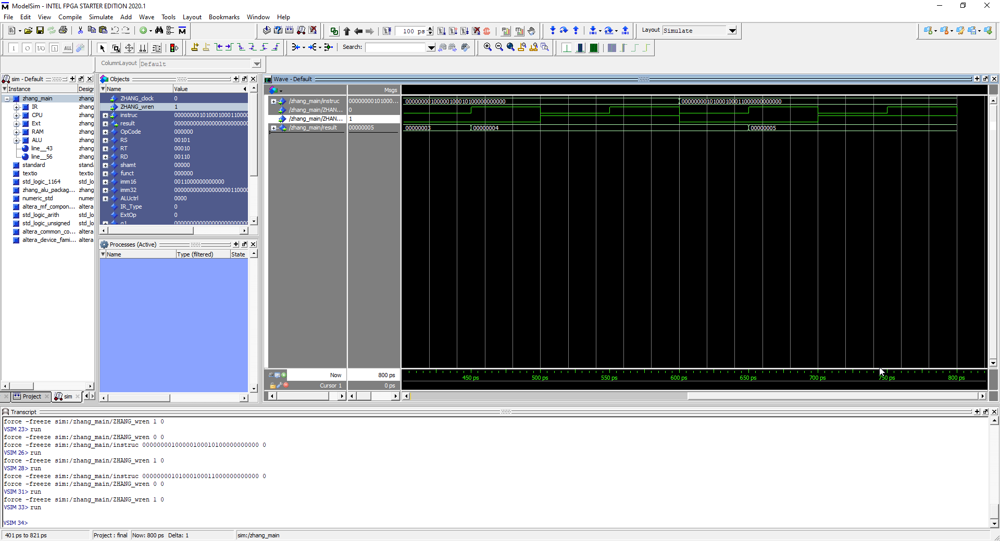 ModelSim - INTEL FPGA STARTER EDITION 2020.1
File Edit View Compile Simulate Add Wave Tools Layout Bookmarks Window Help
100 ps
Layout Simulate
Search:
ColumnLayout Default
sim - Default
Instance Design
zhang_main zhang
IR zhang
CPU zhang
Ext zhang
RAM zhang
ALU zhang
line__43 zhang
line__56 zhang
standard stand
textio textio
std_logic_1164 std_lo
zhang_alu_packag... zhang
numeric_std numer
altera_mf_compon... altera
std_logic_arith std_lo
std_logic_unsigned std_lo
altera_common_co... altera
altera_device_fami... altera
Project sim
Objects
Name Value
ZHANG_clock 0
ZHANG_wren 1
instruc 00000000101000100011000
result 00000000000000000000000
OpCode 000000
RS 00101
RT 00010
RD 00110
shamt 00000
funct 000000
imm16 0011000000000000
imm32 00000000000000000011000
ALUctrl 0000
IR_Type 0
ExtOp 0
Processes (Active)
Name Type (filtered) State
Wave - Default
Msgs
/zhang_main/instruc 00000000101000... 00000000100000100010100000000000 00000000101000100011000000000000
/zhang_main/ZHAN... 0
/zhang_main/ZHAN... 1
/zhang_main/result 00000005 00000003 00000004 00000005
Now 800 ps
450 ps 500 ps 550 ps 600 ps 650 ps 700 ps 750 ps 800 ps
Cursor 1 0 ps
Transcript
force -freeze sim:/zhang_main/ZHANG_wren 1 0
VSIM 23> run
force -freeze sim:/zhang_main/ZHANG_wren 0 0
force -freeze sim:/zhang_main/instruc 00000000100000100010100000000000 0
VSIM 26> run
force -freeze sim:/zhang_main/ZHANG_wren 1 0
VSIM 28> run
force -freeze sim:/zhang_main/instruc 00000000101000100011000000000000 0
force -freeze sim:/zhang_main/ZHANG_wren 0 0
VSIM 31> run
force -freeze sim:/zhang_main/ZHANG_wren 1 0
VSIM 33> run
VSIM 34>
401 ps to 821 ps Project : final Now: 800 ps Delta: 1 sim:/zhang_main